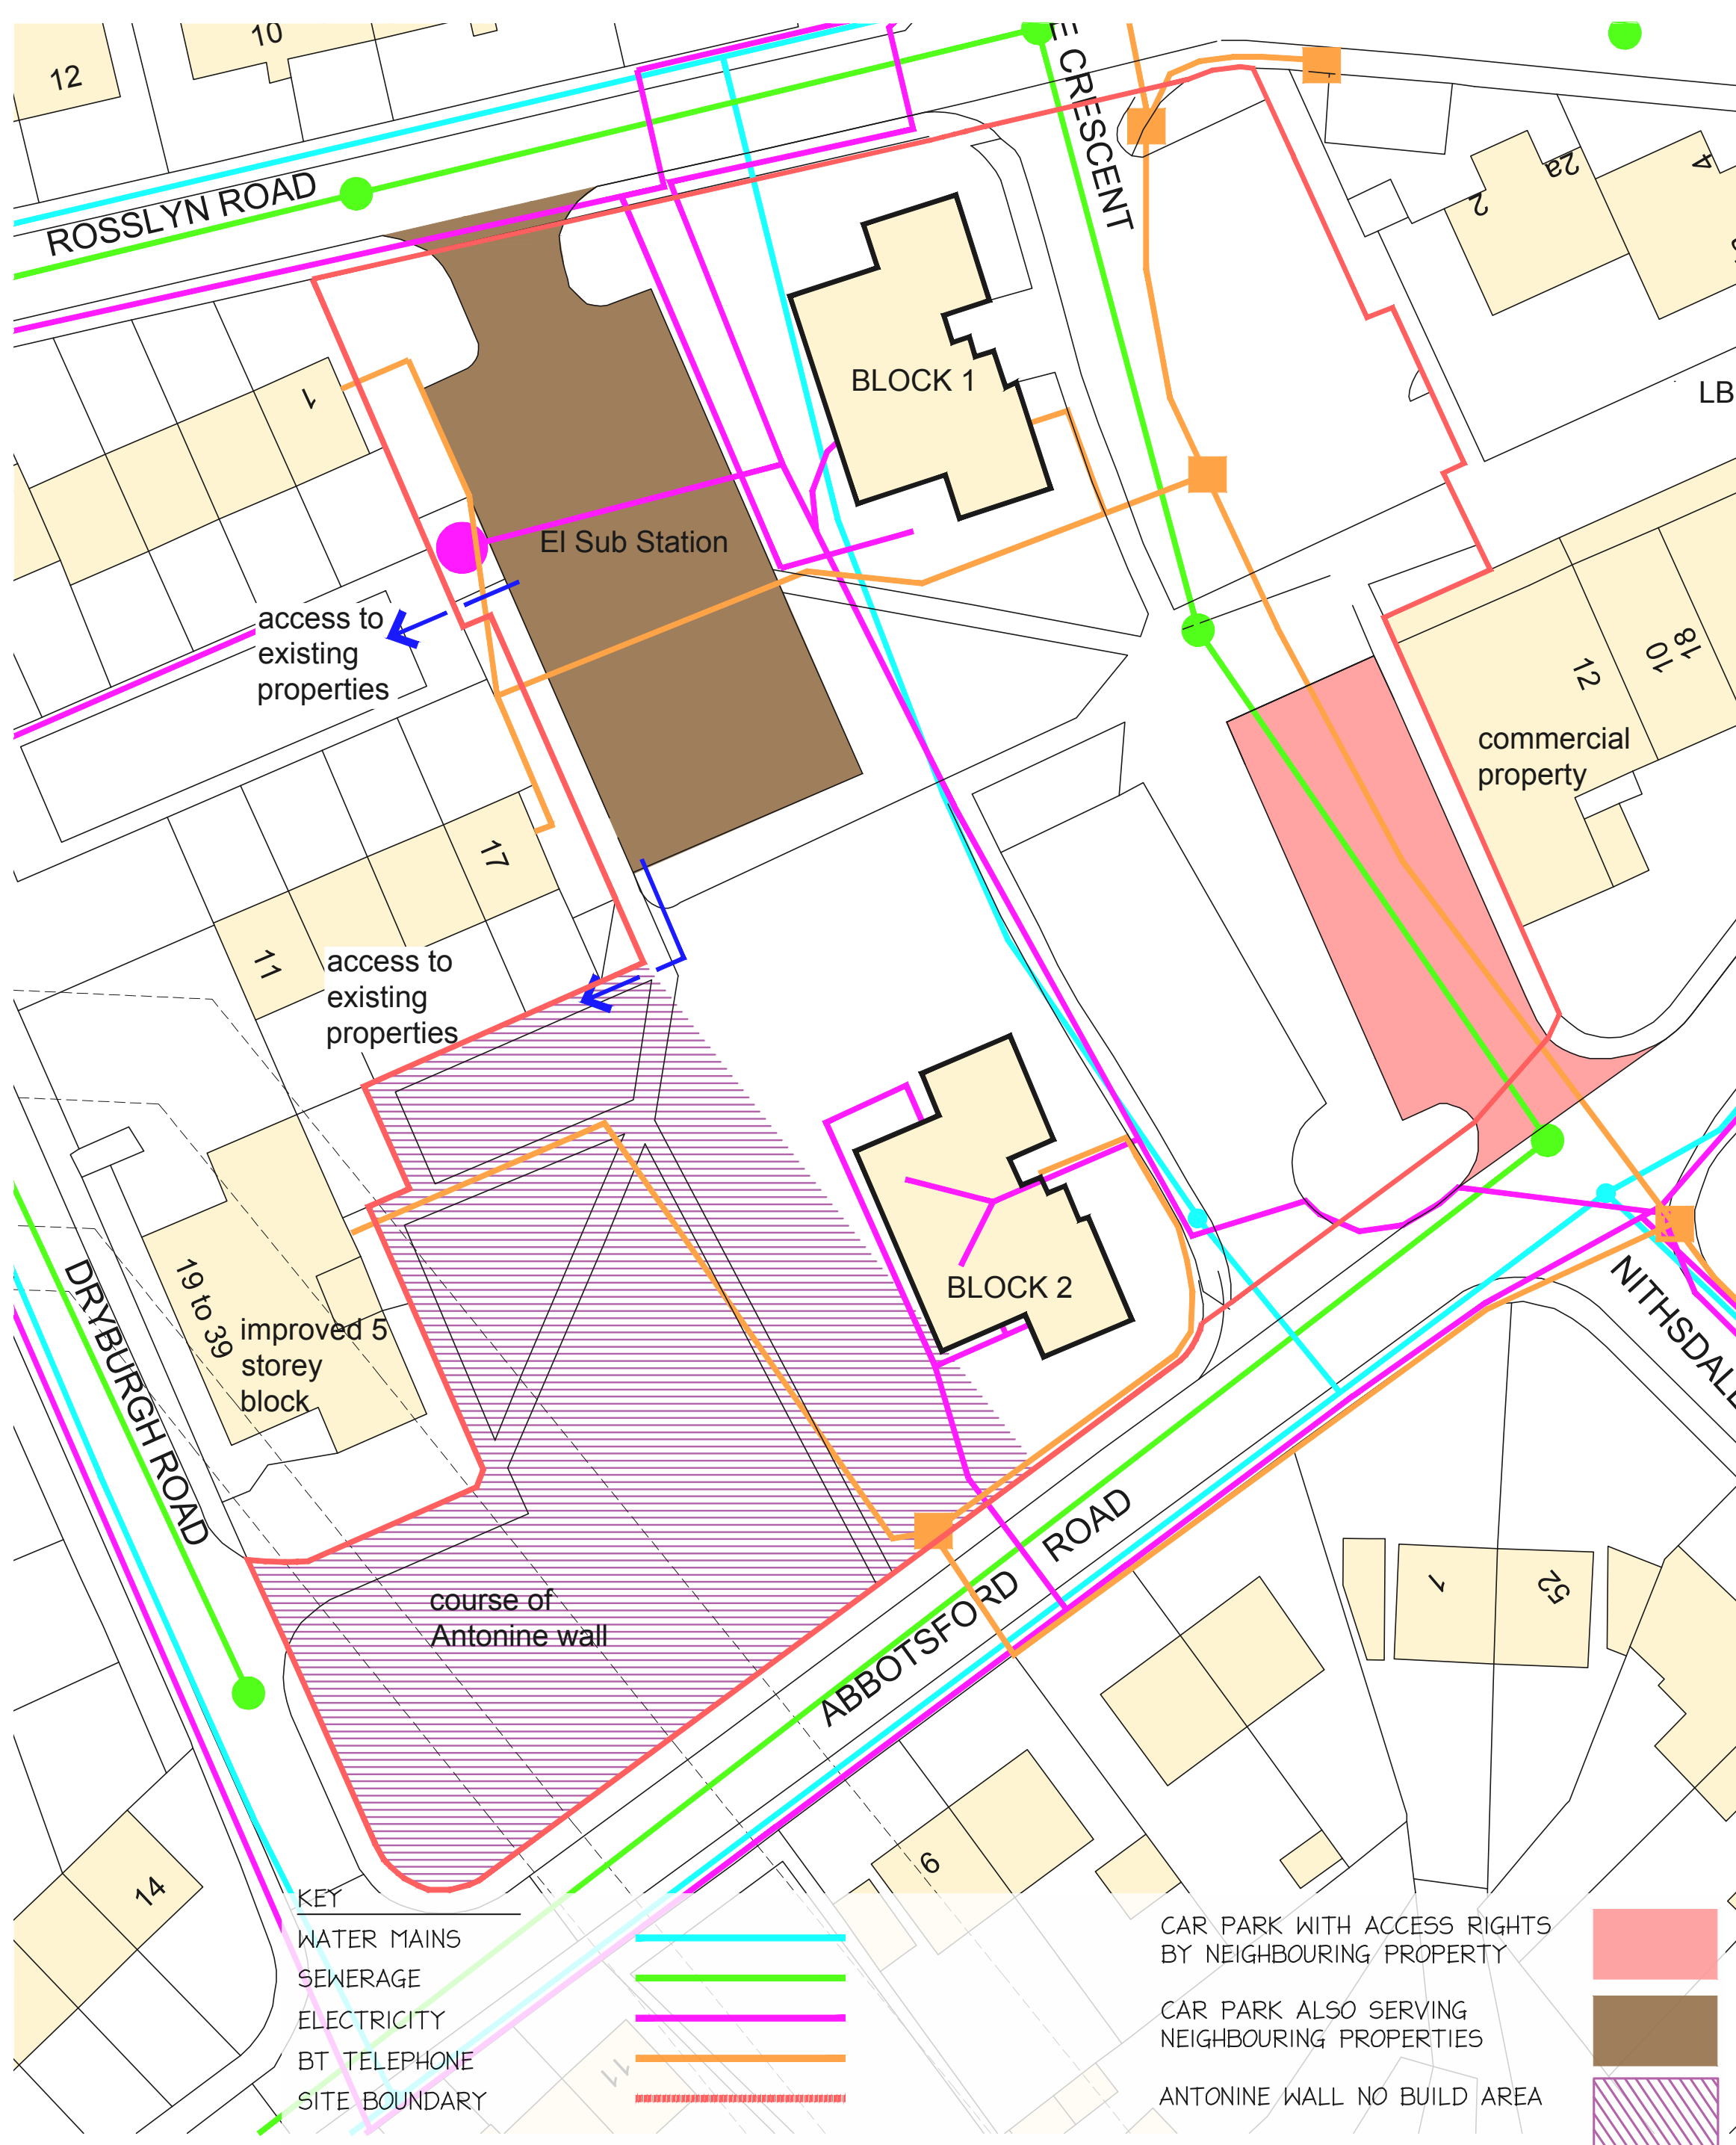 12
10
E CRESCENT
ROSSLYN ROAD
2a
4
2
1
BLOCK 1
LB
El Sub Station
access to
existing
properties
12
10
18
commercial
property
17
11
access to
existing
properties
19 to 39
improved 5
storey
block
DRYBURGH ROAD
BLOCK 2
NITHSDALE
course of
Antonine wall
ABBOTSFORD ROAD
1
52
9
14
11
KEY
WATER MAINS
SEWERAGE
ELECTRICITY
BT TELEPHONE
SITE BOUNDARY
CAR PARK WITH ACCESS RIGHTS
BY NEIGHBOURING PROPERTY
CAR PARK ALSO SERVING
NEIGHBOURING PROPERTIES
ANTONINE WALL NO BUILD AREA